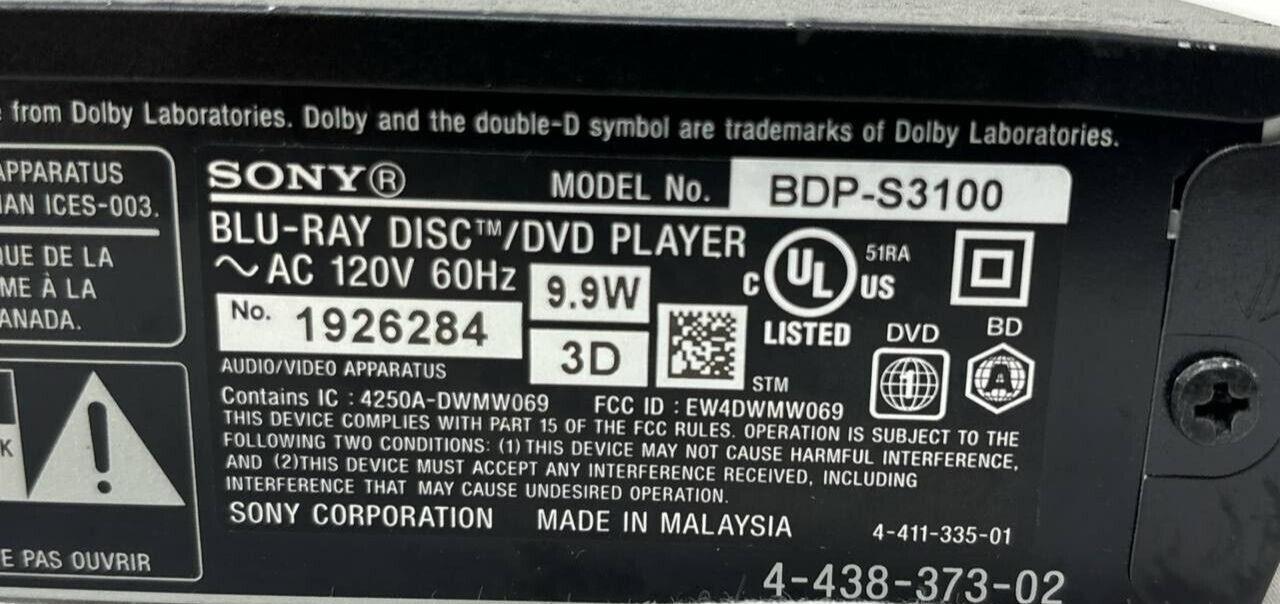 from Dolby Laboratories. Dolby and the double-D symbol are trademarks of Dolby Laboratories.
APPARATUS
ICES-003.
DE LA
À LA
SONY® MODEL No. BDP-S3100
BLU-RAY DISC™/DVD PLAYER
~ AC 120V 60Hz 9.9W
No. 1926284 3D
C UL US 51RA
LISTED
DVD BD
1 A
STM
AUDIO/VIDEO APPARATUS
Contains IC : 4250A-DWMW069 FCC ID : EW4DWMW069
THIS DEVICE COMPLIES WITH PART 15 OF THE FCC RULES. OPERATION IS SUBJECT TO THE
FOLLOWING TWO CONDITIONS: (1) THIS DEVICE MAY NOT CAUSE HARMFUL INTERFERENCE,
AND (2)THIS DEVICE MUST ACCEPT ANY INTERFERENCE RECEIVED, INCLUDING
INTERFERENCE THAT MAY CAUSE UNDESIRED OPERATION.
SONY CORPORATION MADE IN MALAYSIA 4-411-335-01
!
PAS OUVRIR
4-438-373-02